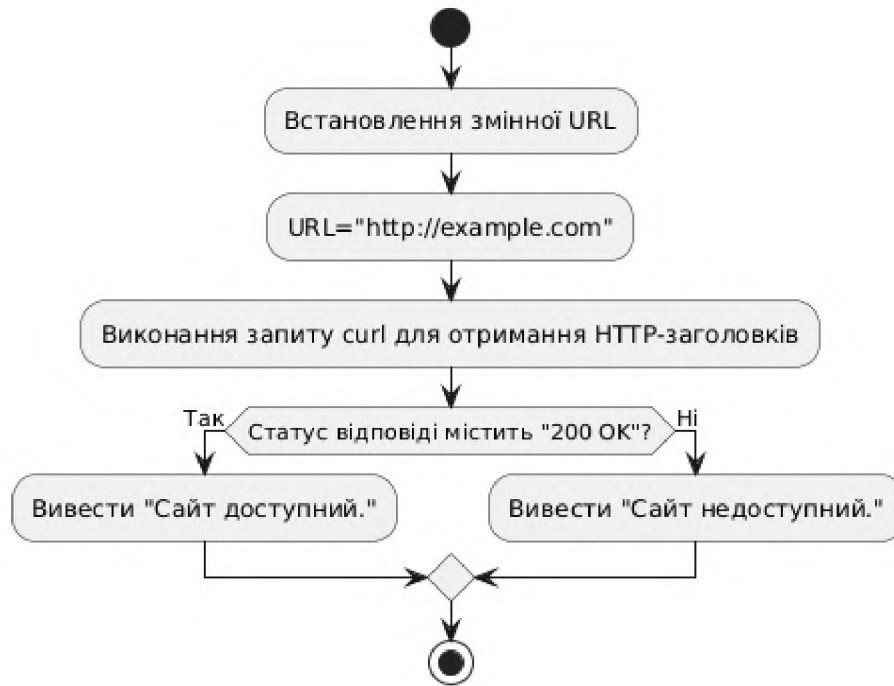 Встановлення змінної URL
URL="http://example.com"
Виконання запиту curl для отримання HTTP-заголовків
Так
Статус відповіді містить "200 OK"?
Ні
Вивести "Сайт доступний."
Вивести "Сайт недоступний."